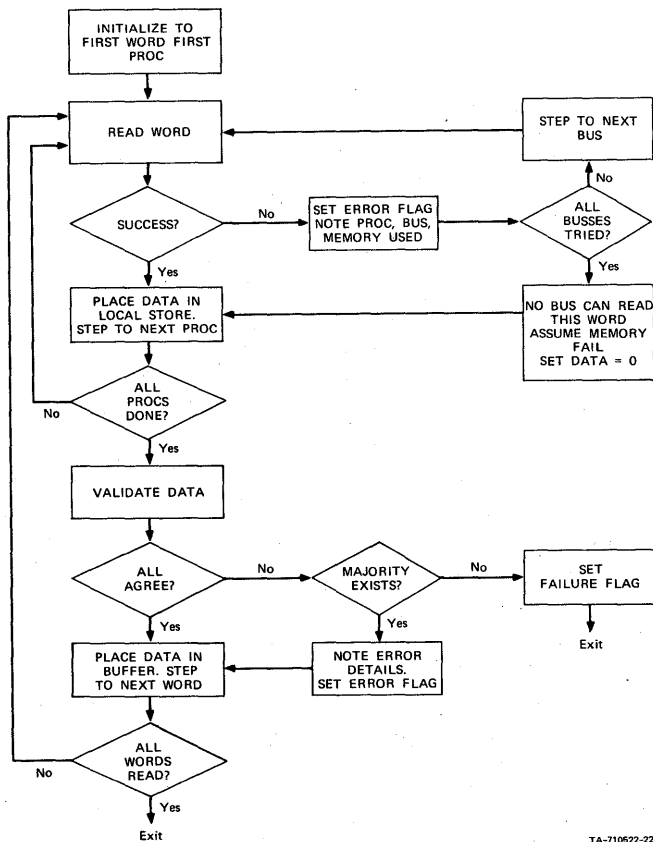 INITIALIZE TO
FIRST WORD FIRST
PROC
READ WORD
STEP TO NEXT
BUS
No
SUCCESS?
No
SET ERROR FLAG
NOTE PROC, BUS,
MEMORY USED
ALL
BUSSES
TRIED?
Yes
Yes
PLACE DATA IN
LOCAL STORE.
STEP TO NEXT PROC
NO BUS CAN READ
THIS WORD
ASSUME MEMORY
FAIL
SET DATA = 0
ALL
PROCS
DONE?
No
Yes
VALIDATE DATA
ALL
AGREE?
No
MAJORITY
EXISTS?
No
SET
FAILURE FLAG
Yes
Yes
Exit
PLACE DATA IN
BUFFER. STEP
TO NEXT WORD
NOTE ERROR
DETAILS.
SET ERROR FLAG
ALL
WORDS
READ?
No
Yes
Exit
TA-710522-22